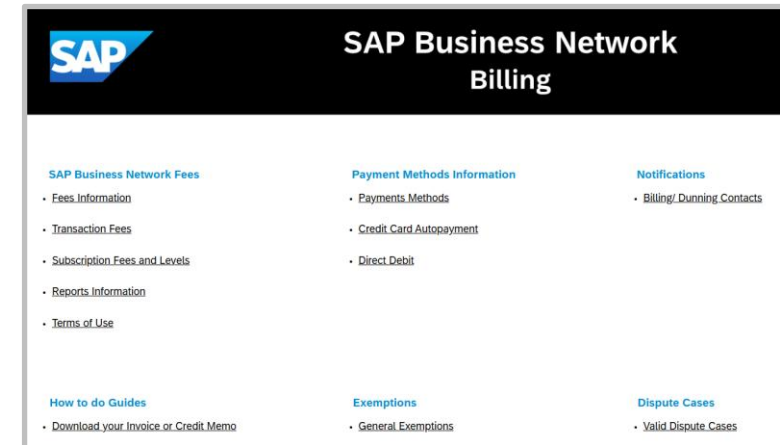 SAP
SAP Business Network
Billing
SAP Business Network Fees
• Fees Information
• Transaction Fees
• Subscription Fees and Levels
• Reports Information
• Terms of Use
Payment Methods Information
• Payments Methods
• Credit Card Autopayment
• Direct Debit
Notifications
• Billing/ Dunning Contacts
How to do Guides
• Download your Invoice or Credit Memo
Exemptions
• General Exemptions
Dispute Cases
• Valid Dispute Cases